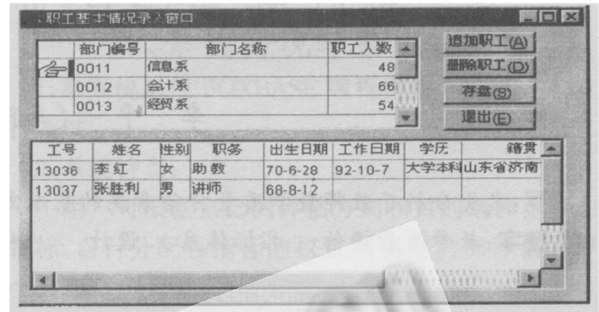 职工基本情况录入窗口
部门编号 部门名称 职工人数
0011 信息系 48
0012 会计系 66
0013 经贸系 54
追加职工(A)
删除职工(D)
存盘(S)
退出(E)
工号 姓名 性别 职务 出生日期 工作日期 学历 籍贯
13036 李红 女 助教 70-6-28 92-10-7 大学本科 山东省济南
13037 张胜利 男 讲师 68-8-12